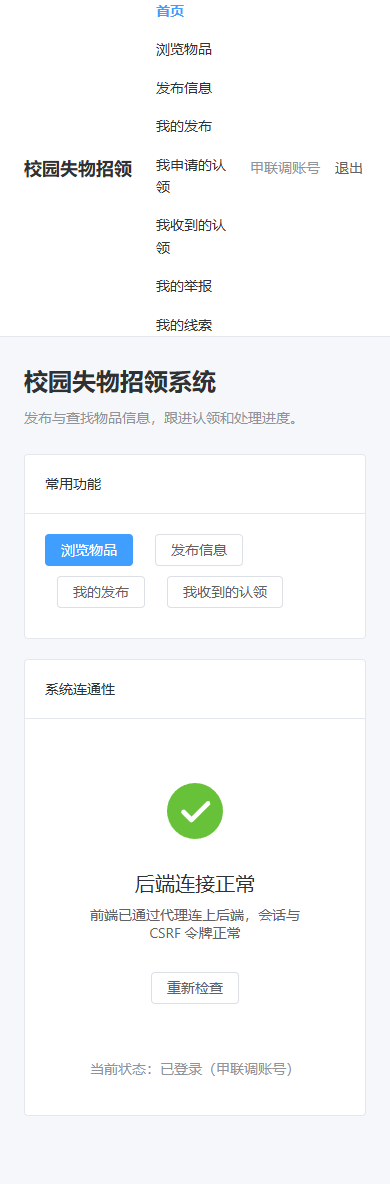 首页
浏览物品
发布信息
我的发布
校园失物招领
我申请的认
领
甲联调账号 退出
我收到的认
领
我的举报
我的线索
校园失物招领系统
发布与查找物品信息，跟进认领和处理进度。
常用功能
浏览物品 发布信息
我的发布 我收到的认领
系统连通性
后端连接正常
前端已通过代理连上后端，会话与
CSRF 令牌正常
重新检查
当前状态：已登录（甲联调账号）